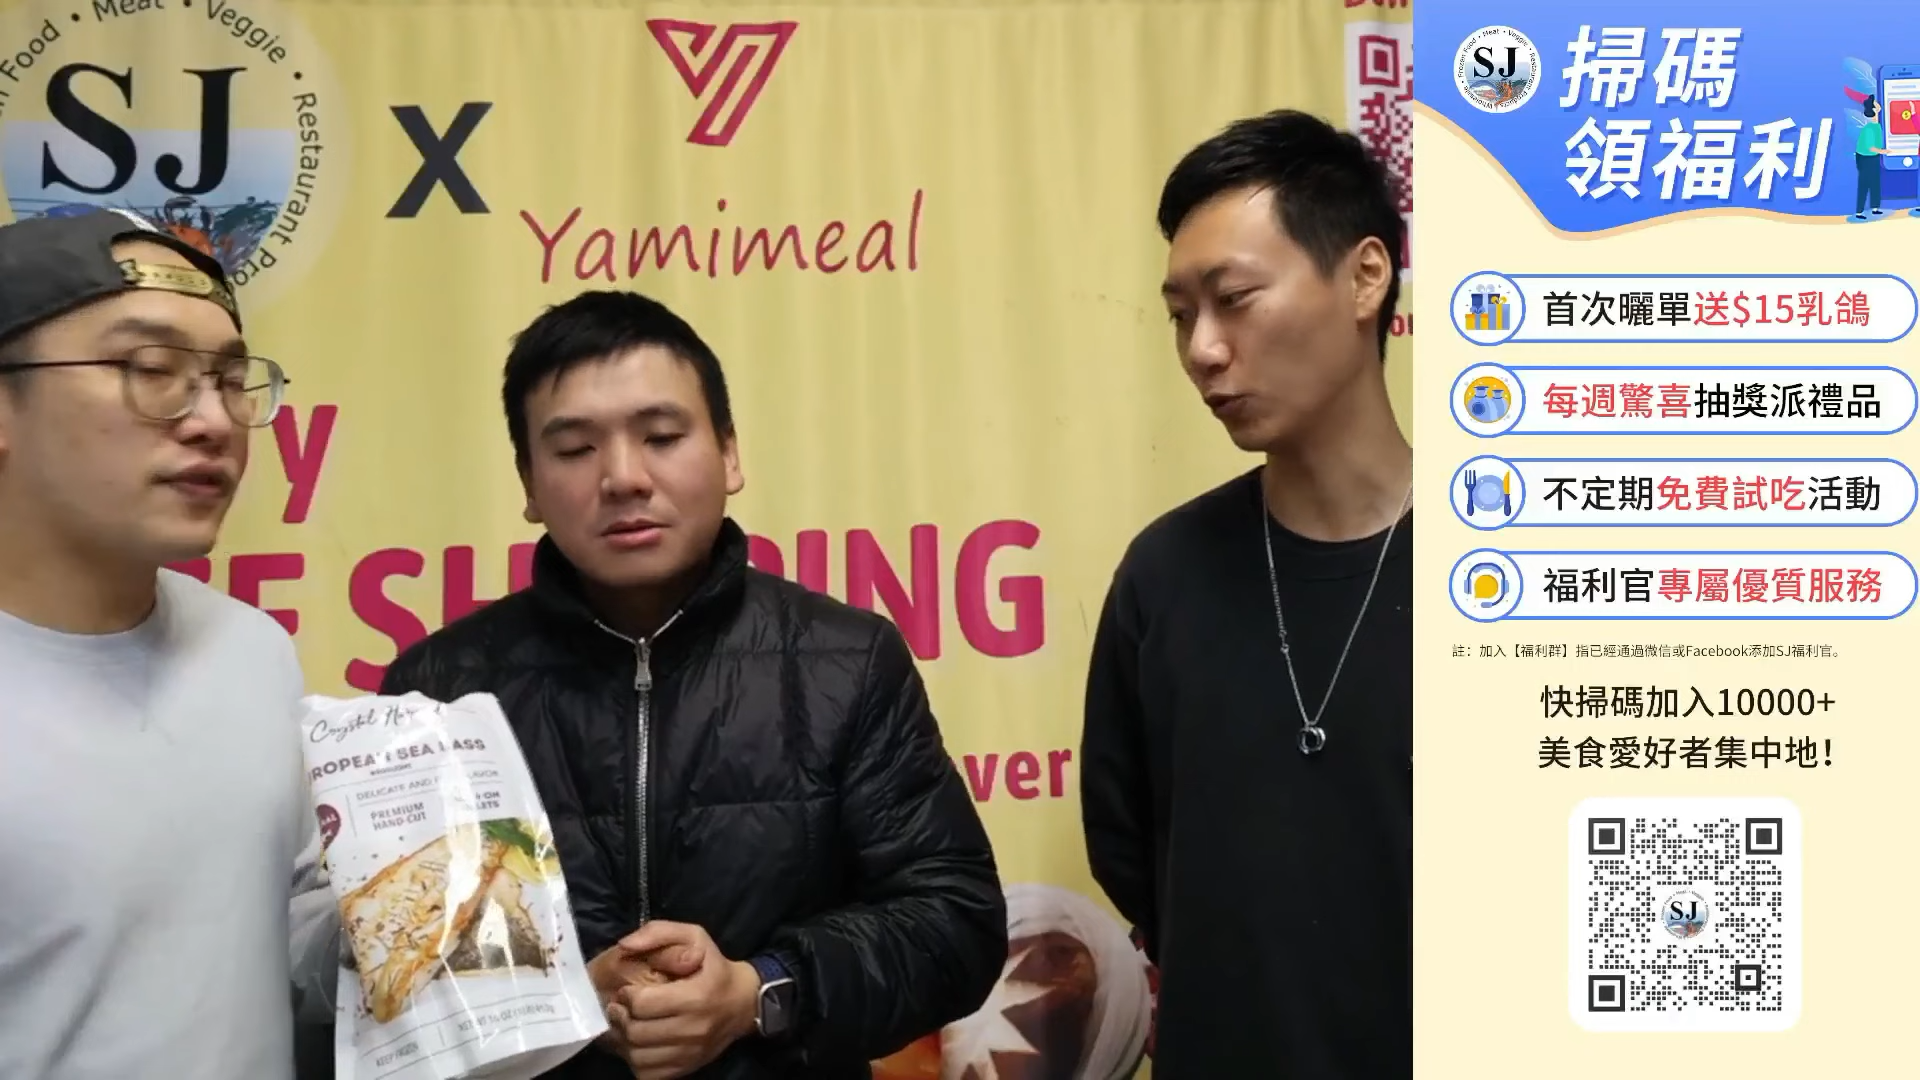 Food • Meat • Veggie • Restaurant Pro
SJ
X
Yamimeal
y
SH
ING
ver
Crystal
ROPEAN SEA BASS
DELICATE AND
PREMIUM
HAND CUT
KEEP FROZEN
SJ
掃碼
領福利
首次曬單送$15乳鴿
每週驚喜抽獎派禮品
不定期免費試吃活動
福利官專屬優質服務
註：加入【福利群】指已經通過微信或Facebook添加SJ福利官。
快掃碼加入10000+
美食愛好者集中地！
SJ